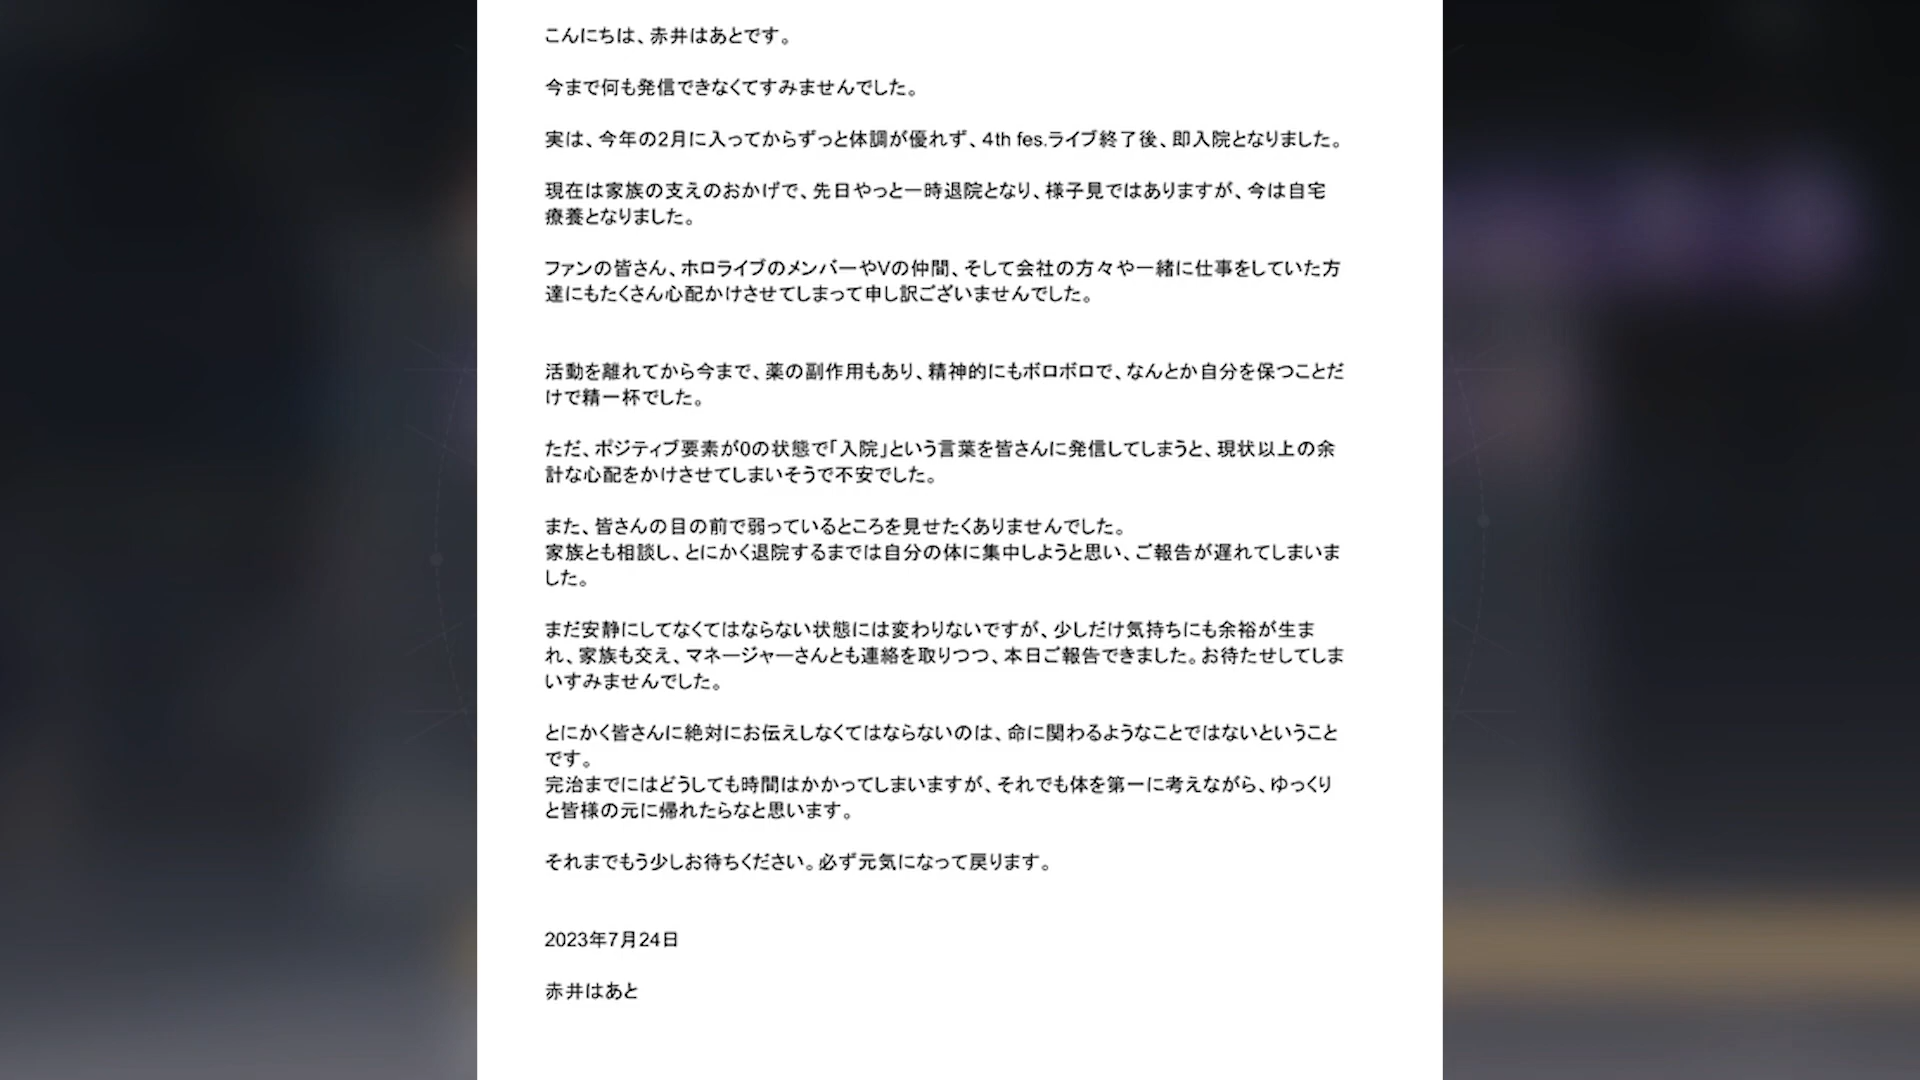 こんにちは、赤井はあとです。
今まで何も発信できなくてすみませんでした。
実は、今年の2月に入ってからずっと体調が優れず、4th fes.ライブ終了後、即入院となりました。
現在は家族の支えのおかげで、先日やっと一時退院となり、様子見ではありますが、今は自宅
療養となりました。
ファンの皆さん、ホロライブのメンバーやVの仲間、そして会社の方々や一緒に仕事をしていた方
達にもたくさん心配かけさせてしまって申し訳ございませんでした。
活動を離れてから今まで、薬の副作用もあり、精神的にもボロボロで、なんとか自分を保つことだ
けで精一杯でした。
ただ、ポジティブ要素が0の状態で「入院」という言葉を皆さんに発信してしまうと、現状以上の余
計な心配をかけさせてしまいそうで不安でした。
また、皆さんの目の前で弱っているところを見せたくありませんでした。
家族とも相談し、とにかく退院するまでは自分の体に集中しようと思い、ご報告が遅れてしまいま
した。
まだ安静にしてなくてはならない状態には変わりないですが、少しだけ気持ちにも余裕が生ま
れ、家族も交え、マネージャーさんとも連絡を取りつつ、本日ご報告できました。お待たせしてしま
いすみませんでした。
とにかく皆さんに絶対にお伝えしなくてはならないのは、命に関わるようなことではないということ
です。
完治までにはどうしても時間はかかってしまいますが、それでも体を第一に考えながら、ゆっくり
と皆様の元に帰れたらなと思います。
それまでもう少しお待ちください。必ず元気になって戻ります。
2023年7月24日
赤井はあと